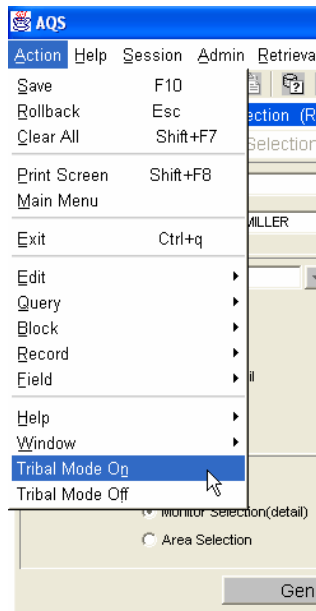 AQS
Action Help Session Admin Retrieva
Save F10
Rollback Esc
Clear All Shift+F7
ection (R
Selection
Print Screen Shift+F8
Main Menu
MILLER
Exit Ctrl+q
Edit
Query
Block
Record
Field
il
Help
Window
Tribal Mode On
Tribal Mode Off
Monitor Selection(detail)
Area Selection
Gen